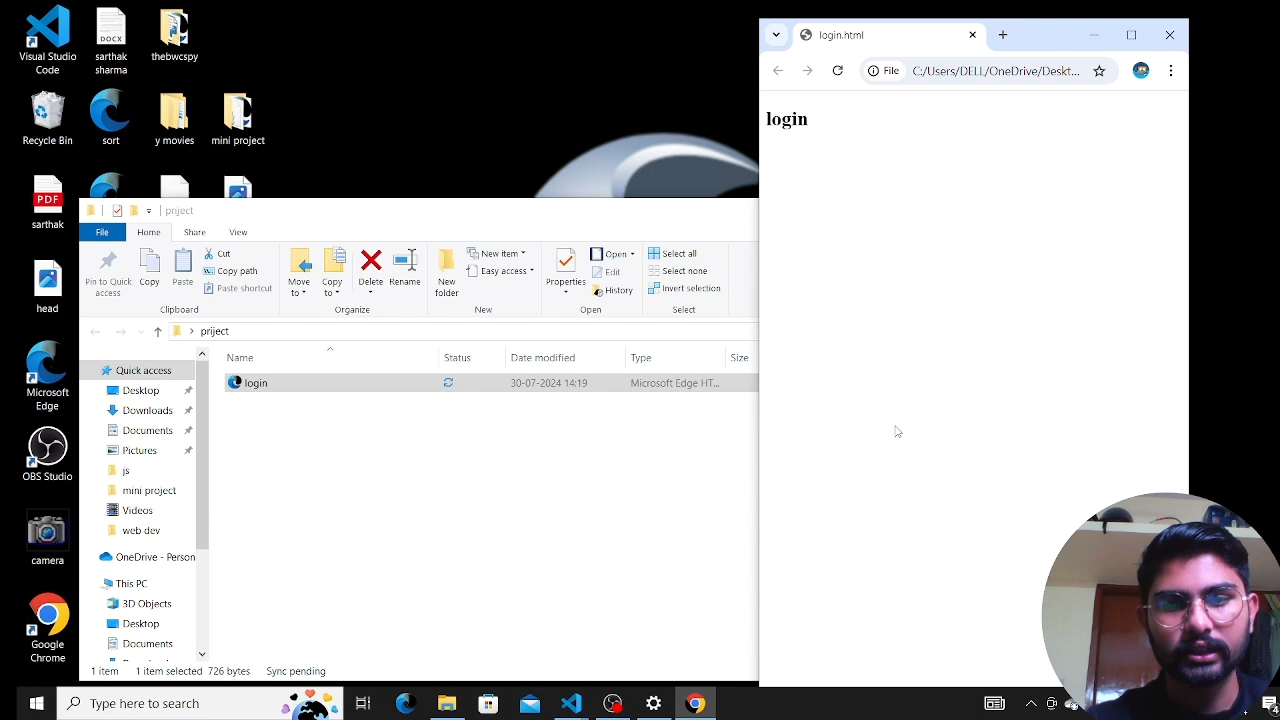 Visual Studio
Code
DOCX
sarthak
sharma
thebwcspy
Recycle Bin
sort
y movies
mini project
PDF
sarthak
head
Microsoft
Edge
OBS Studio
camera
Google
Chrome
prıject
File
Home
Share
View
Pin to Quick
access
Copy
Paste
Cut
Copy path
Paste shortcut
Clipboard
Move
to
Copy
to
Delete
Rename
Organize
New
folder
New item
Easy access
New
Properties
Open
Edit
History
Open
Select all
Select none
Invert selection
Select
prıject
Name
Status
Date modified
Type
Size
login
30-07-2024 14:19
Microsoft Edge HT...
Quick access
Desktop
Downloads
Documents
Pictures
js
mini project
Videos
web dev
OneDrive - Person
This PC
3D Objects
Desktop
Documents
1 item
1 item selected 726 bytes
Sync pending
login.html
File
C:/Users/DELL/OneDrive/Deskt...
login
Type here to search